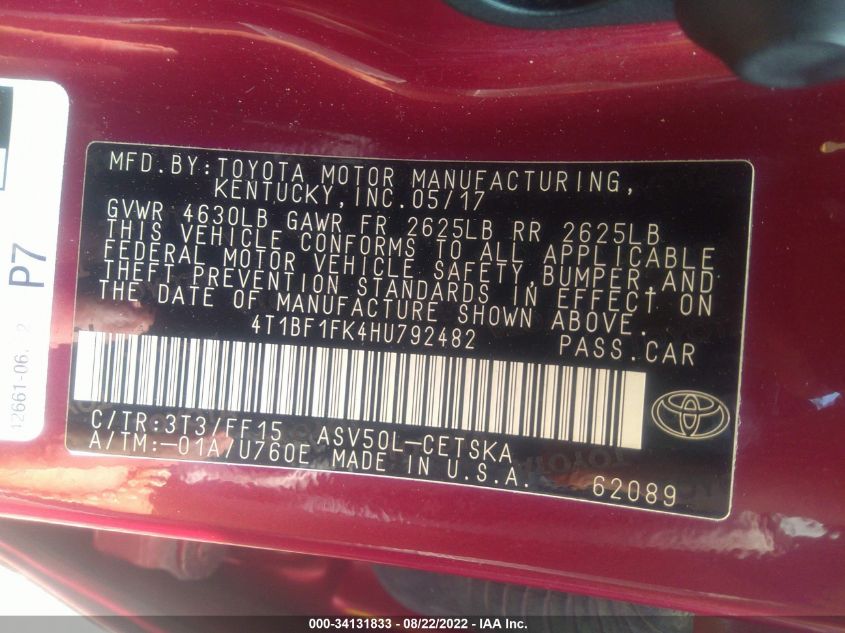 MFD.BY:TOYOTA MOTOR MANUFACTURING,
KENTUCKY,INC.05/17
GVWR 4630LB GAWR FR 2625LB RR 2625LB
THIS VEHICLE CONFORMS TO ALL APPLICABLE
FEDERAL MOTOR VEHICLE SAFETY,BUMPER,AND
THEFT PREVENTION STANDARDS IN EFFECT ON
THE DATE OF MANUFACTURE SHOWN ABOVE.
4T1BF1FK4HU792482 PASS.CAR
C/TR:3T3/FF15 ASV50L-CETSKA
A/TM:-01A/U760E MADE IN U.S.A. 62089
P7
000-34131833 - 08/22/2022 - IAA Inc.